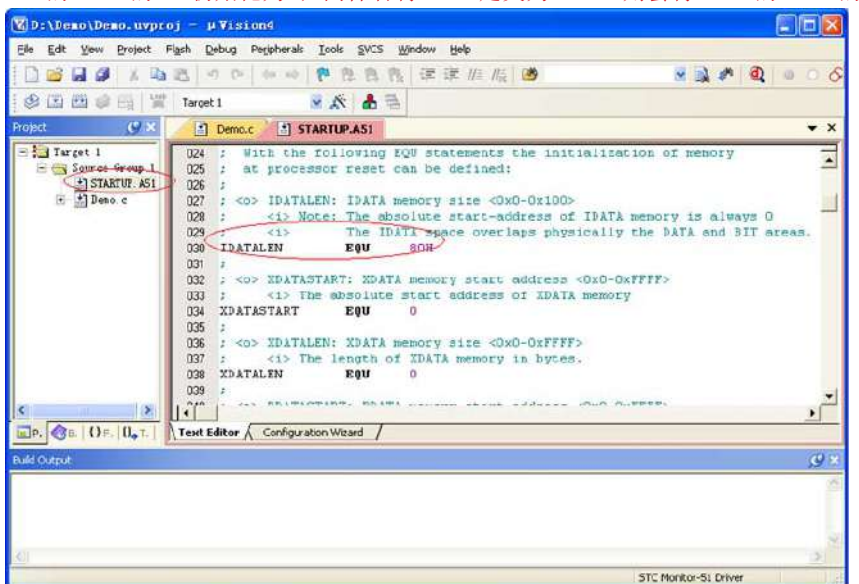 D:\Demo\Demo.uvproj - µVision4
File Edit View Project Flash Debug Peripherals Tools SVCS Window Help
Target 1
Project
Demo.c STARTUP.A51
Target 1
Source Group 1
STARTUP.A51
Demo.c
024 ; With the following EQU statements the initialization of memory
025 ; at processor reset can be defined:
026 ;
027 ; <o> IDATALEN: IDATA memory size <0x0-0x100>
028 ; <i> Note: The absolute start-address of IDATA memory is always 0
029 ; <i> The IDATA space overlaps physically the DATA and BIT areas.
030 IDATALEN EQU 80H
031 ;
032 ; <o> XDATASTART: XDATA memory start address <0x0-0xFFFF>
033 ; <i> The absolute start address of XDATA memory
034 XDATASTART EQU 0
035 ;
036 ; <o> XDATALEN: XDATA memory size <0x0-0xFFFF>
037 ; <i> The length of XDATA memory in bytes.
038 XDATALEN EQU 0
039 ;
P. B. {} F. 0 T.
Text Editor Configuration Wizard
Build Output
STC Monitor-51 Driver